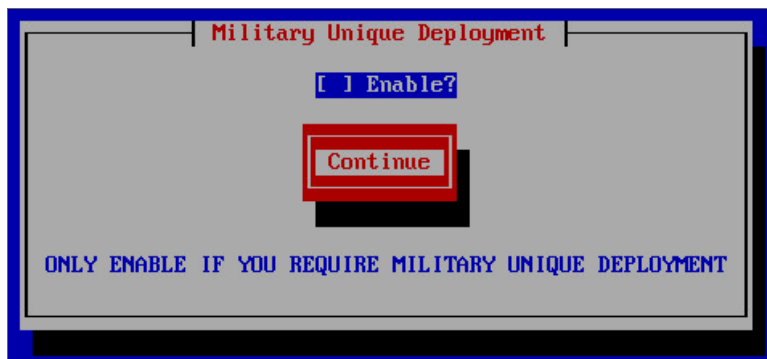 Military Unique Deployment
[ ] Enable?
Continue
ONLY ENABLE IF YOU REQUIRE MILITARY UNIQUE DEPLOYMENT